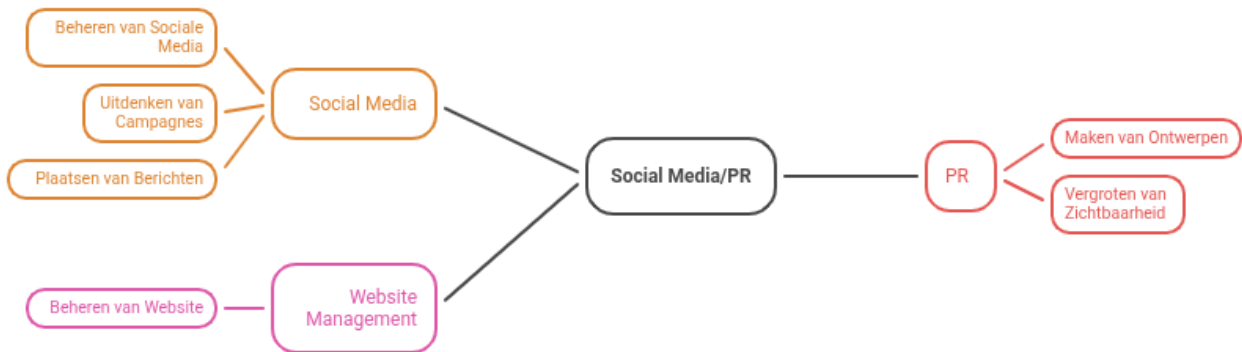 Beheren van Sociale
Media
Uitdenken van
Campagnes
Plaatsen van Berichten
Social Media
Beheren van Website
Website
Management
Social Media/PR
PR
Maken van Ontwerpen
Vergroten van
Zichtbaarheid